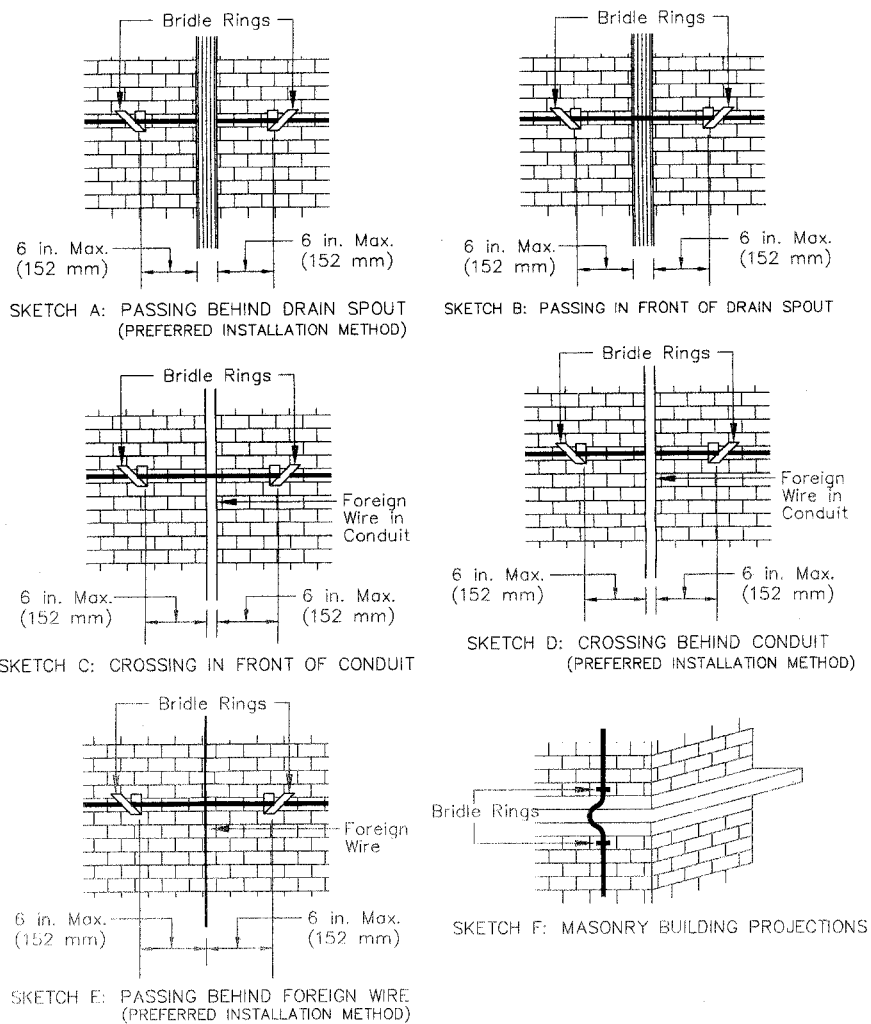 Bridle Rings
6 in. Max.
(152 mm)
6 in. Max.
(152 mm)
SKETCH A: PASSING BEHIND DRAIN SPOUT
(PREFERRED INSTALLATION METHOD)
Bridle Rings
6 in. Max.
(152 mm)
6 in. Max.
(152 mm)
SKETCH B: PASSING IN FRONT OF DRAIN SPOUT
Bridle Rings
Foreign
Wire in
Conduit
6 in. Max.
(152 mm)
6 in. Max.
(152 mm)
SKETCH C: CROSSING IN FRONT OF CONDUIT
Bridle Rings
Foreign
Wire in
Conduit
6 in. Max.
(152 mm)
6 in. Max.
(152 mm)
SKETCH D: CROSSING BEHIND CONDUIT
(PREFERRED INSTALLATION METHOD)
Bridle Rings
Foreign
Wire
6 in. Max.
(152 mm)
6 in. Max.
(152 mm)
SKETCH E: PASSING BEHIND FOREIGN WIRE
(PREFERRED INSTALLATION METHOD)
Bridle Rings
SKETCH F: MASONRY BUILDING PROJECTIONS